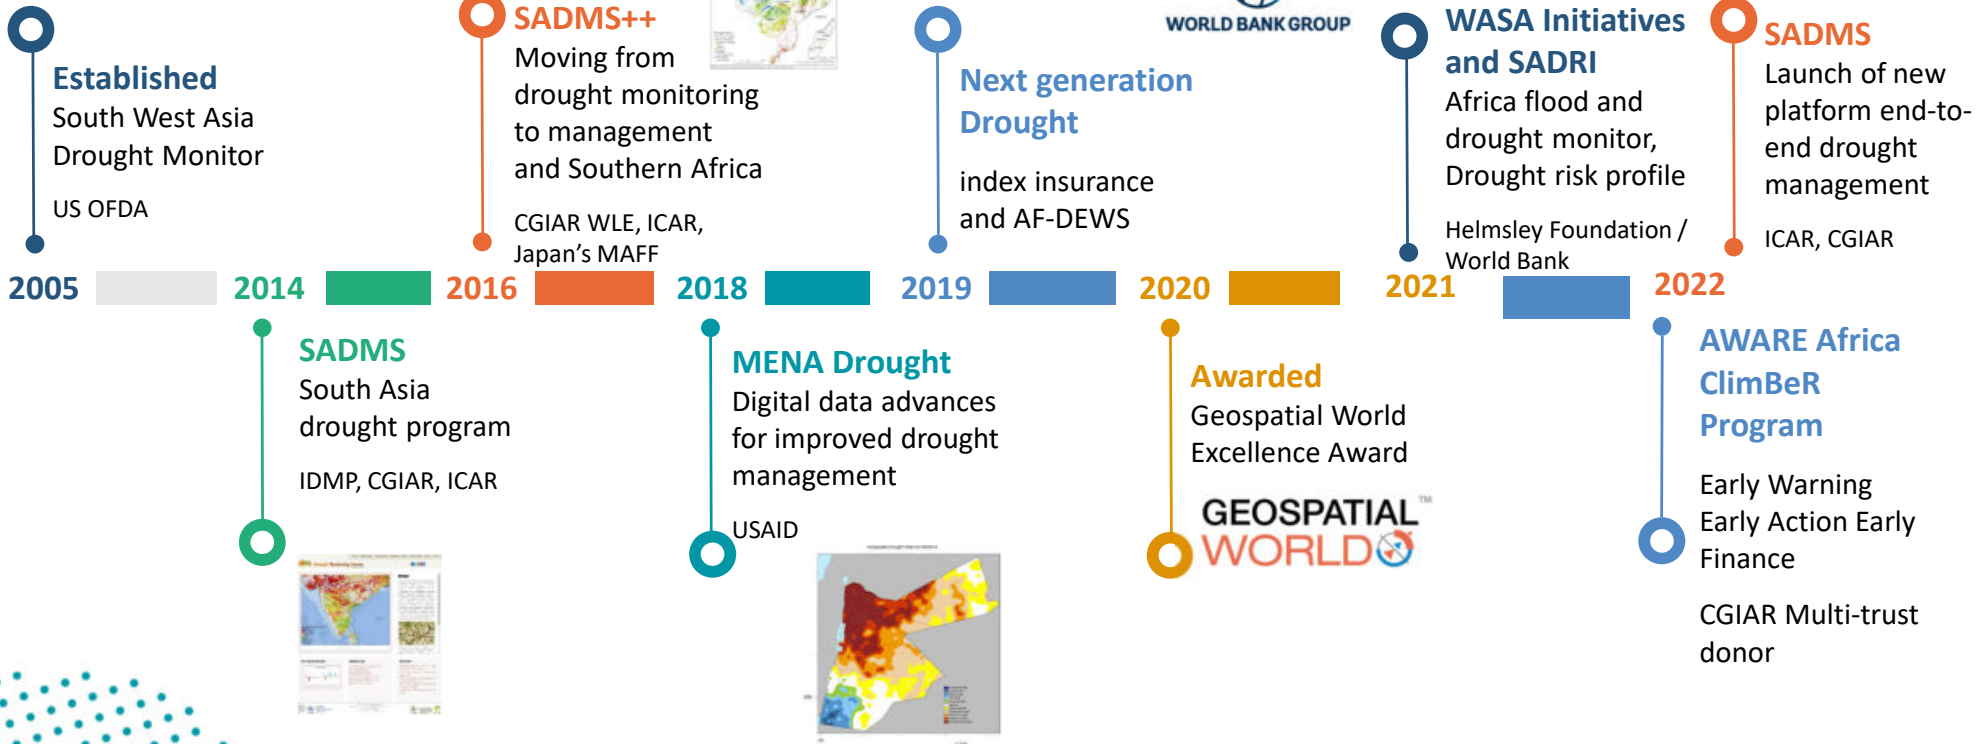 Established
South West Asia
Drought Monitor
US OFDA
SADMS++
Moving from
drought monitoring
to management
and Southern Africa
CGIAR WLE, ICAR,
Japan's MAFF
Next generation
Drought
index insurance
and AF-DEWS
WORLD BANK GROUP
WASA Initiatives
and SADRI
Africa flood and
drought monitor,
Drought risk profile
Helmsley Foundation /
World Bank
SADMS
Launch of new
platform end-to-
end drought
management
ICAR, CGIAR
2005
2014
2016
2018
2019
2020
2021
2022
SADMS
South Asia
drought program
IDMP, CGIAR, ICAR
MENA Drought
Digital data advances
for improved drought
management
USAID
Awarded
Geospatial World
Excellence Award
GEOSPATIAL™
WORLD
AWARE Africa
ClimBeR
Program
Early Warning
Early Action Early
Finance
CGIAR Multi-trust
donor